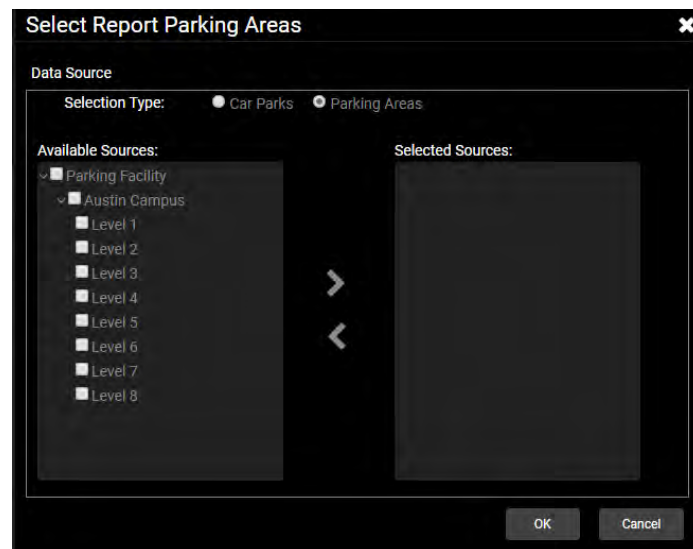 Select Report Parking Areas
Data Source
Selection Type: Car Parks Parking Areas
Available Sources: Selected Sources:
Parking Facility
Austin Campus
Level 1
Level 2
Level 3
Level 4
Level 5
Level 6
Level 7
Level 8
OK Cancel